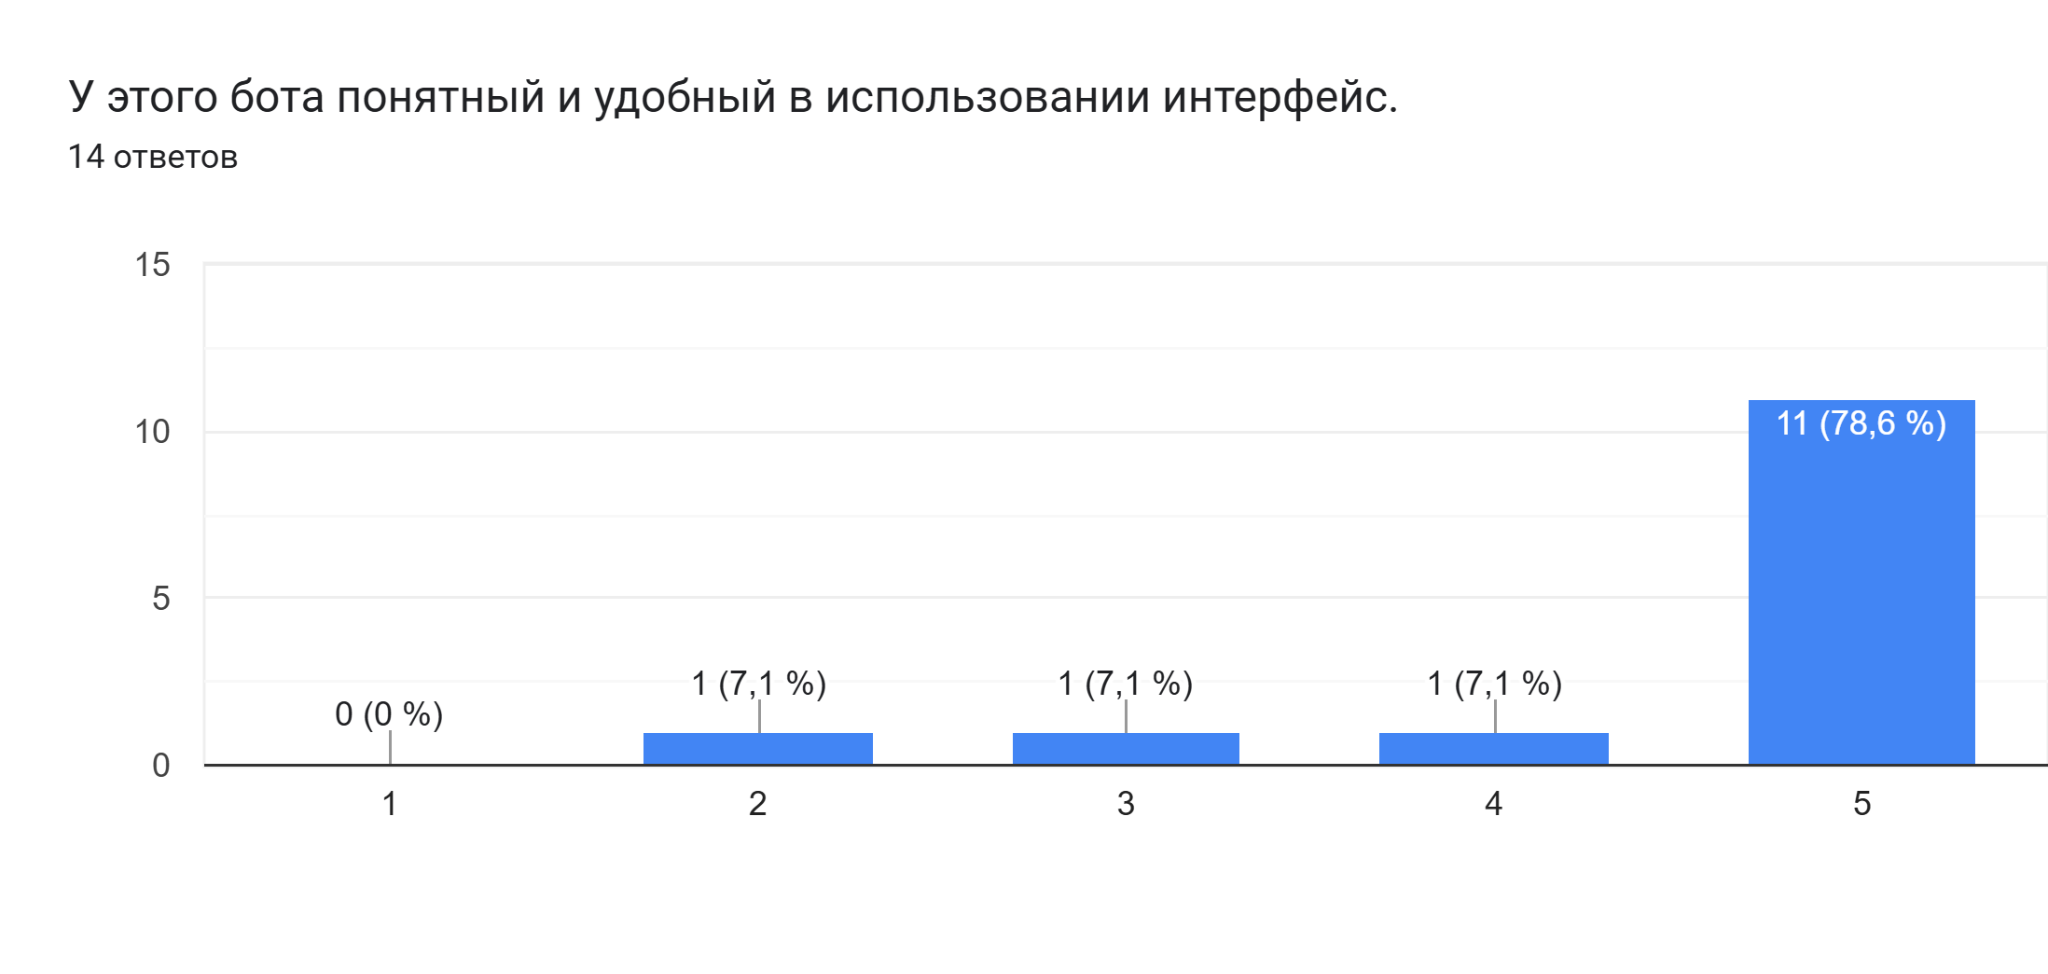 У этого бота понятный и удобный в использовании интерфейс.
14 ответов
15
10
5
0
0 (0 %)
1 (7,1 %)
1 (7,1 %)
1 (7,1 %)
11 (78,6 %)
1
2
3
4
5